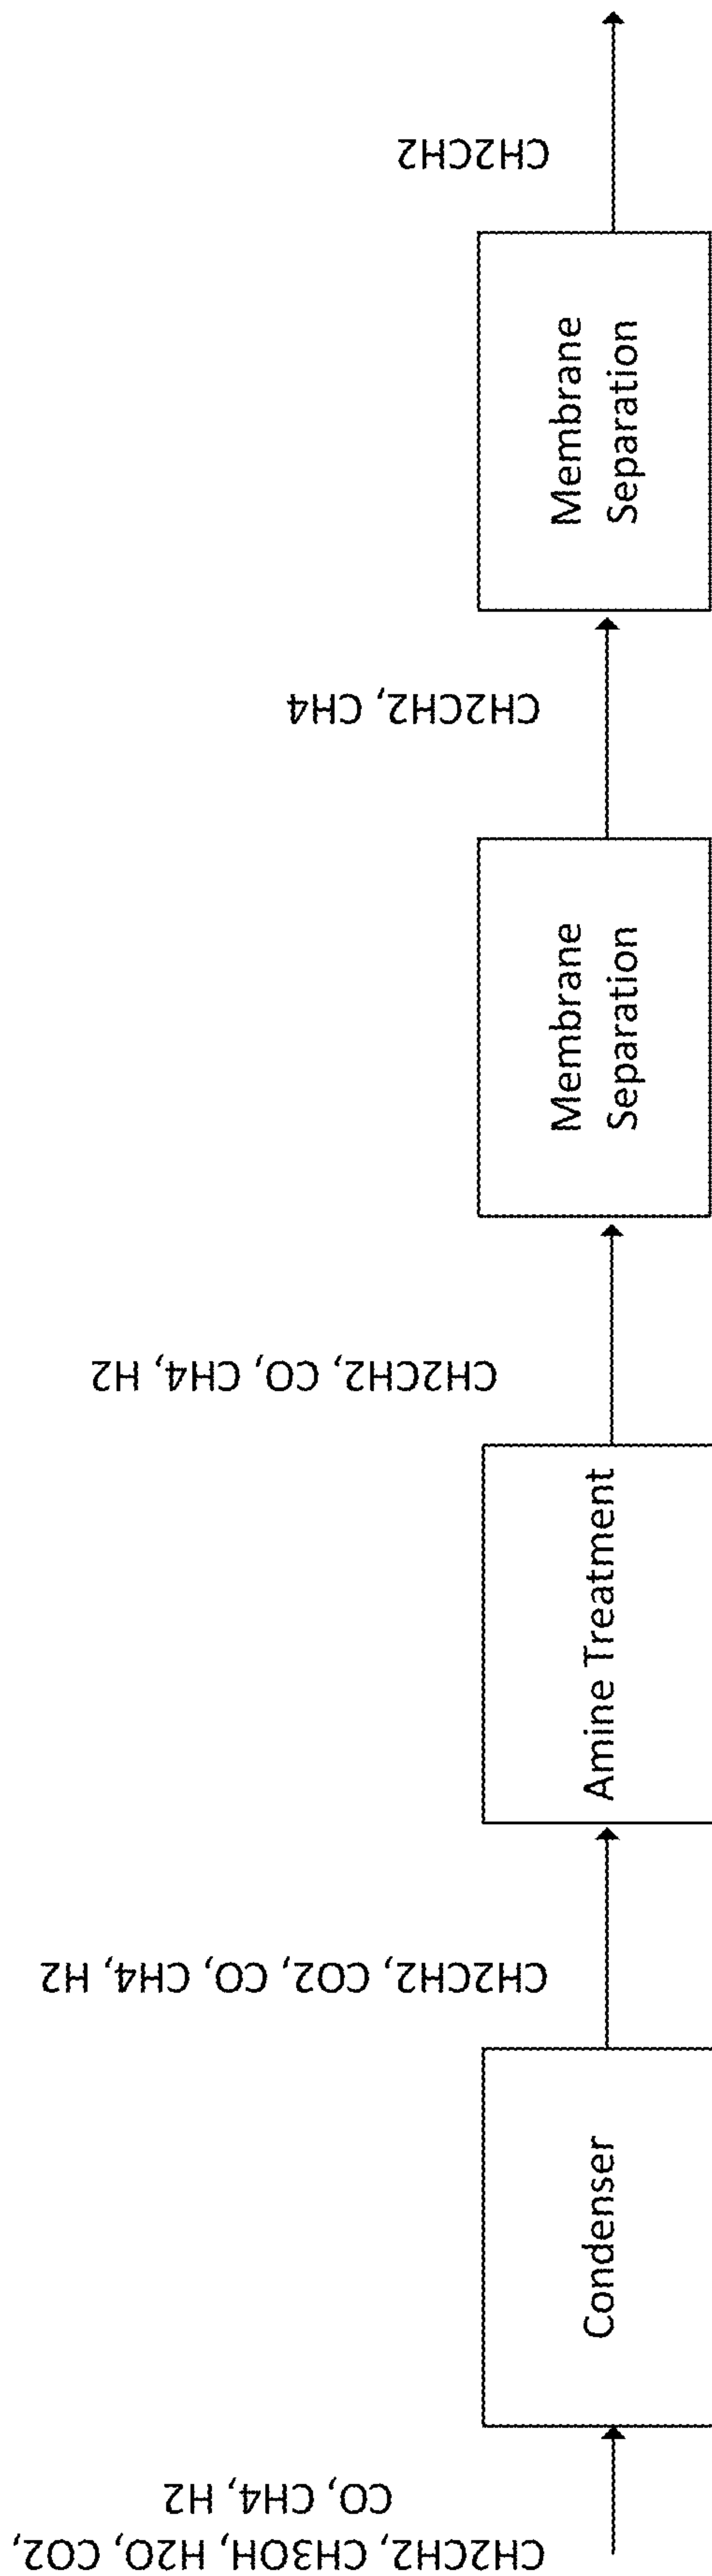 CH2CH2, CH3OH, H2O, CO2,
CO, CH4, H2
Condenser
CH2CH2, CO2, CO, CH4, H2
Amine Treatment
CH2CH2, CO, CH4, H2
Membrane
Separation
CH2CH2, CH4
Membrane
Separation
CH2CH2